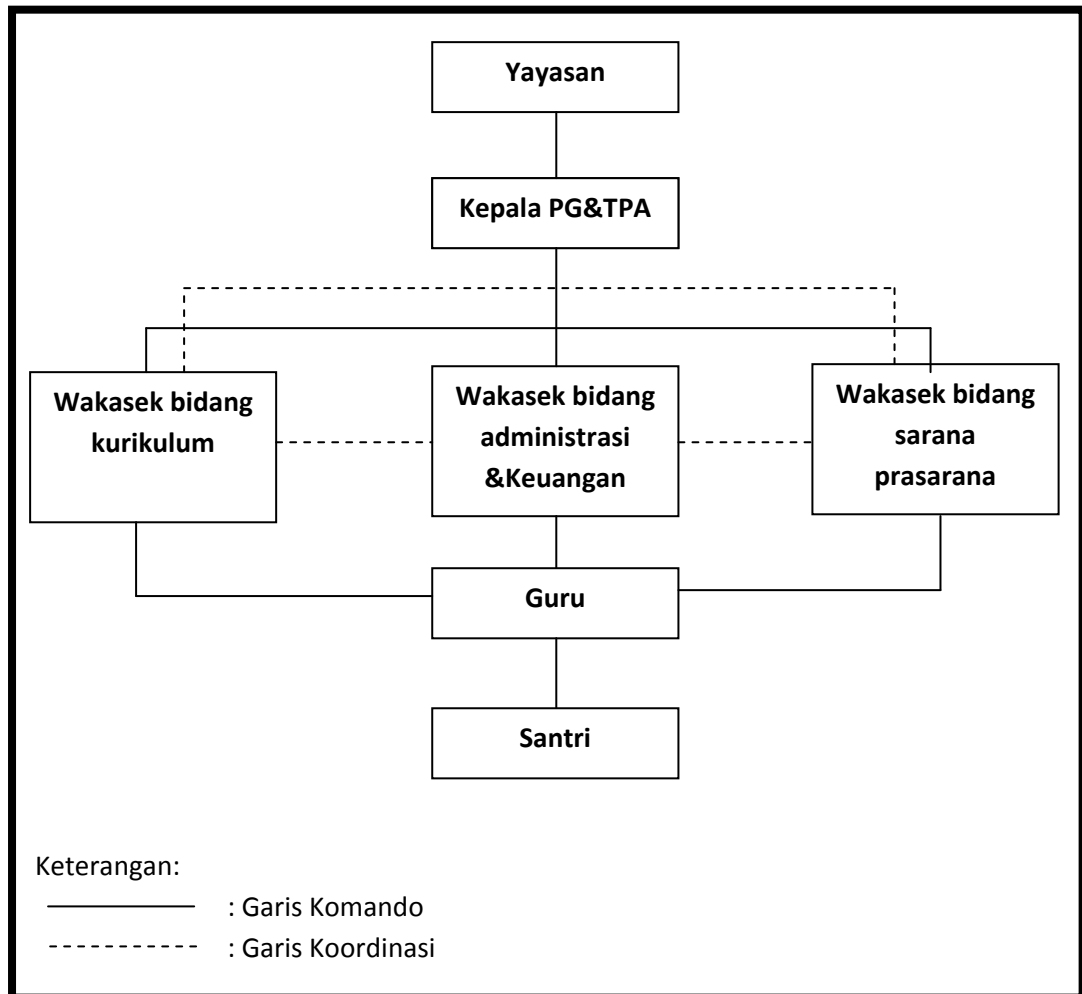 Yayasan
Kepala PG&TPA
Wakasek bidang
kurikulum
Wakasek bidang
administrasi
&Keuangan
Wakasek bidang
sarana
prasarana
Guru
Santri
Keterangan:
: Garis Komando
: Garis Koordinasi